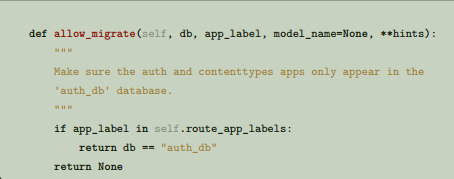 def allow_migrate(self, db, app_label, model_name=None, **hints):
"""
Make sure the auth and contenttypes apps only appear in the
'auth_db' database.
"""
if app_label in self.route_app_labels:
return db == "auth_db"
return None